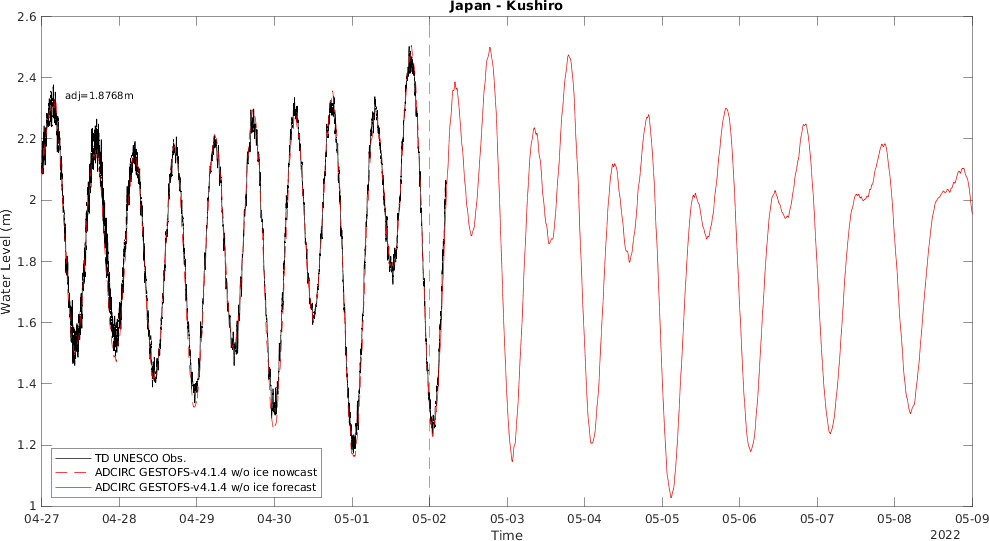 Japan - Kushiro
2.6
2.4
2.2
2
1.8
1.6
1.4
1.2
1
Water Level (m)
adj=1.8768m
TD UNESCO Obs.
ADCIRC GESTOFS-v4.1.4 w/o ice nowcast
ADCIRC GESTOFS-v4.1.4 w/o ice forecast
04-27 04-28 04-29 04-30 05-01 05-02 05-03 05-04 05-05 05-06 05-07 05-08 05-09
Time
2022